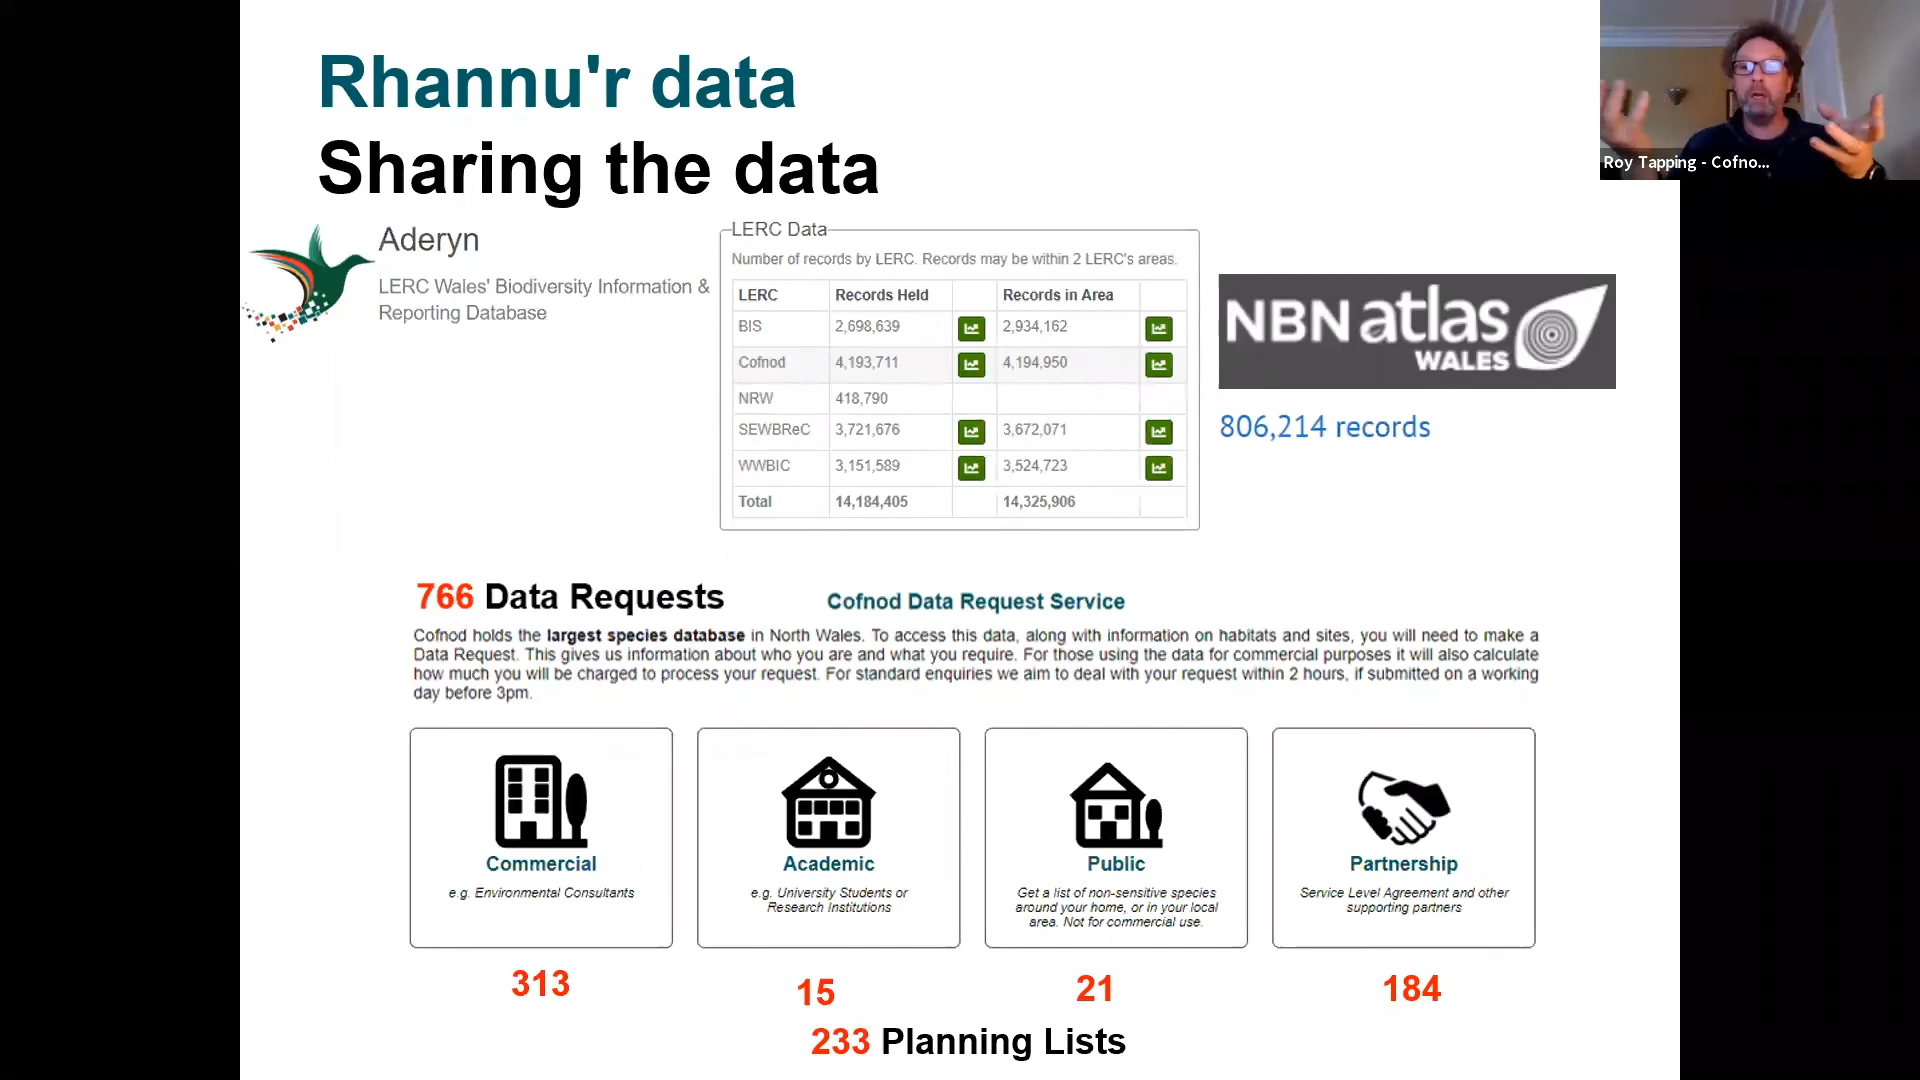 Rhannu'r data
Sharing the data
Roy Tapping - Cofno...
Aderyn
LERC Wales' Biodiversity Information &
Reporting Database
LERC Data
Number of records by LERC. Records may be within 2 LERC's areas.
LERC Records Held Records in Area
BIS 2,698,639 2,934,162
Cofnod 4,193,711 4,194,950
NRW 418,790
SEWBReC 3,721,676 3,672,071
WWBIC 3,151,589 3,524,723
Total 14,184,405 14,325,906
NBN atlas
WALES
806,214 records
766 Data Requests
Cofnod Data Request Service
Cofnod holds the largest species database in North Wales. To access this data, along with information on habitats and sites, you will need to make a
Data Request. This gives us information about who you are and what you require. For those using the data for commercial purposes it will also calculate
how much you will be charged to process your request. For standard enquiries we aim to deal with your request within 2 hours, if submitted on a working
day before 3pm.
Commercial
e.g. Environmental Consultants
Academic
e.g. University Students or
Research Institutions
Public
Get a list of non-sensitive species
around your home, or in your local
area. Not for commercial use.
Partnership
Service Level Agreement and other
supporting partners
313
15
21
184
233 Planning Lists